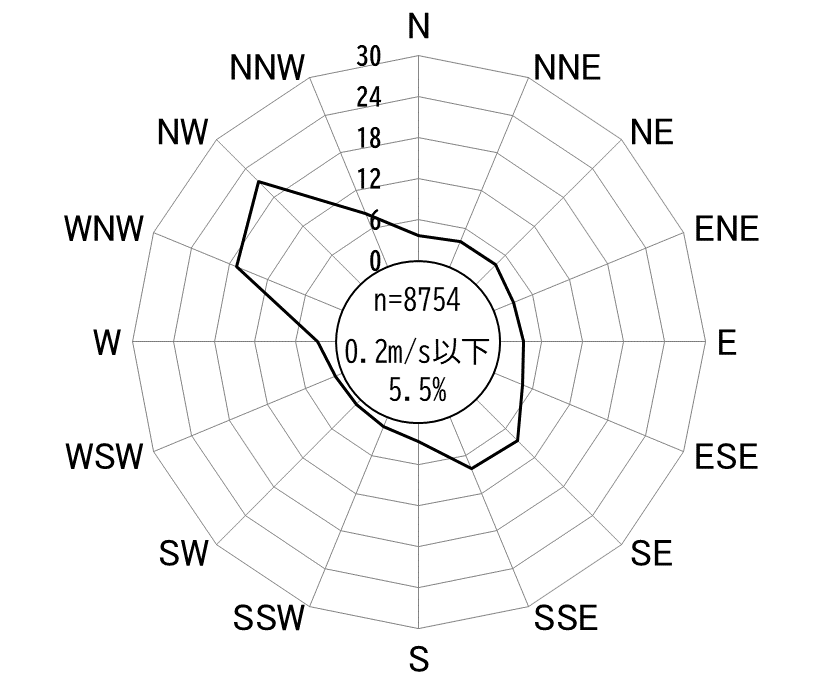 N
NNW
30
NNE
24
NW
NE
18
12
WNW
6
ENE
0
n=8754
W
0.2m/s以下
E
5.5%
WSW
ESE
SW
SE
SSW
SSE
S